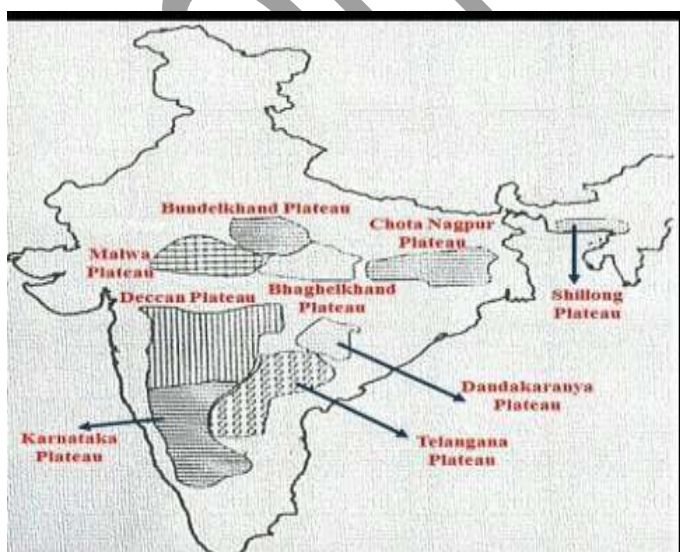 Bundelkhand Plateau
Chota Nagpur
Plateau
Malwa
Plateau
Bhaghelkhand
Plateau
Deccan Plateau
Shillong
Plateau
Dandakaranya
Plateau
Karnataka
Plateau
Telangana
Plateau